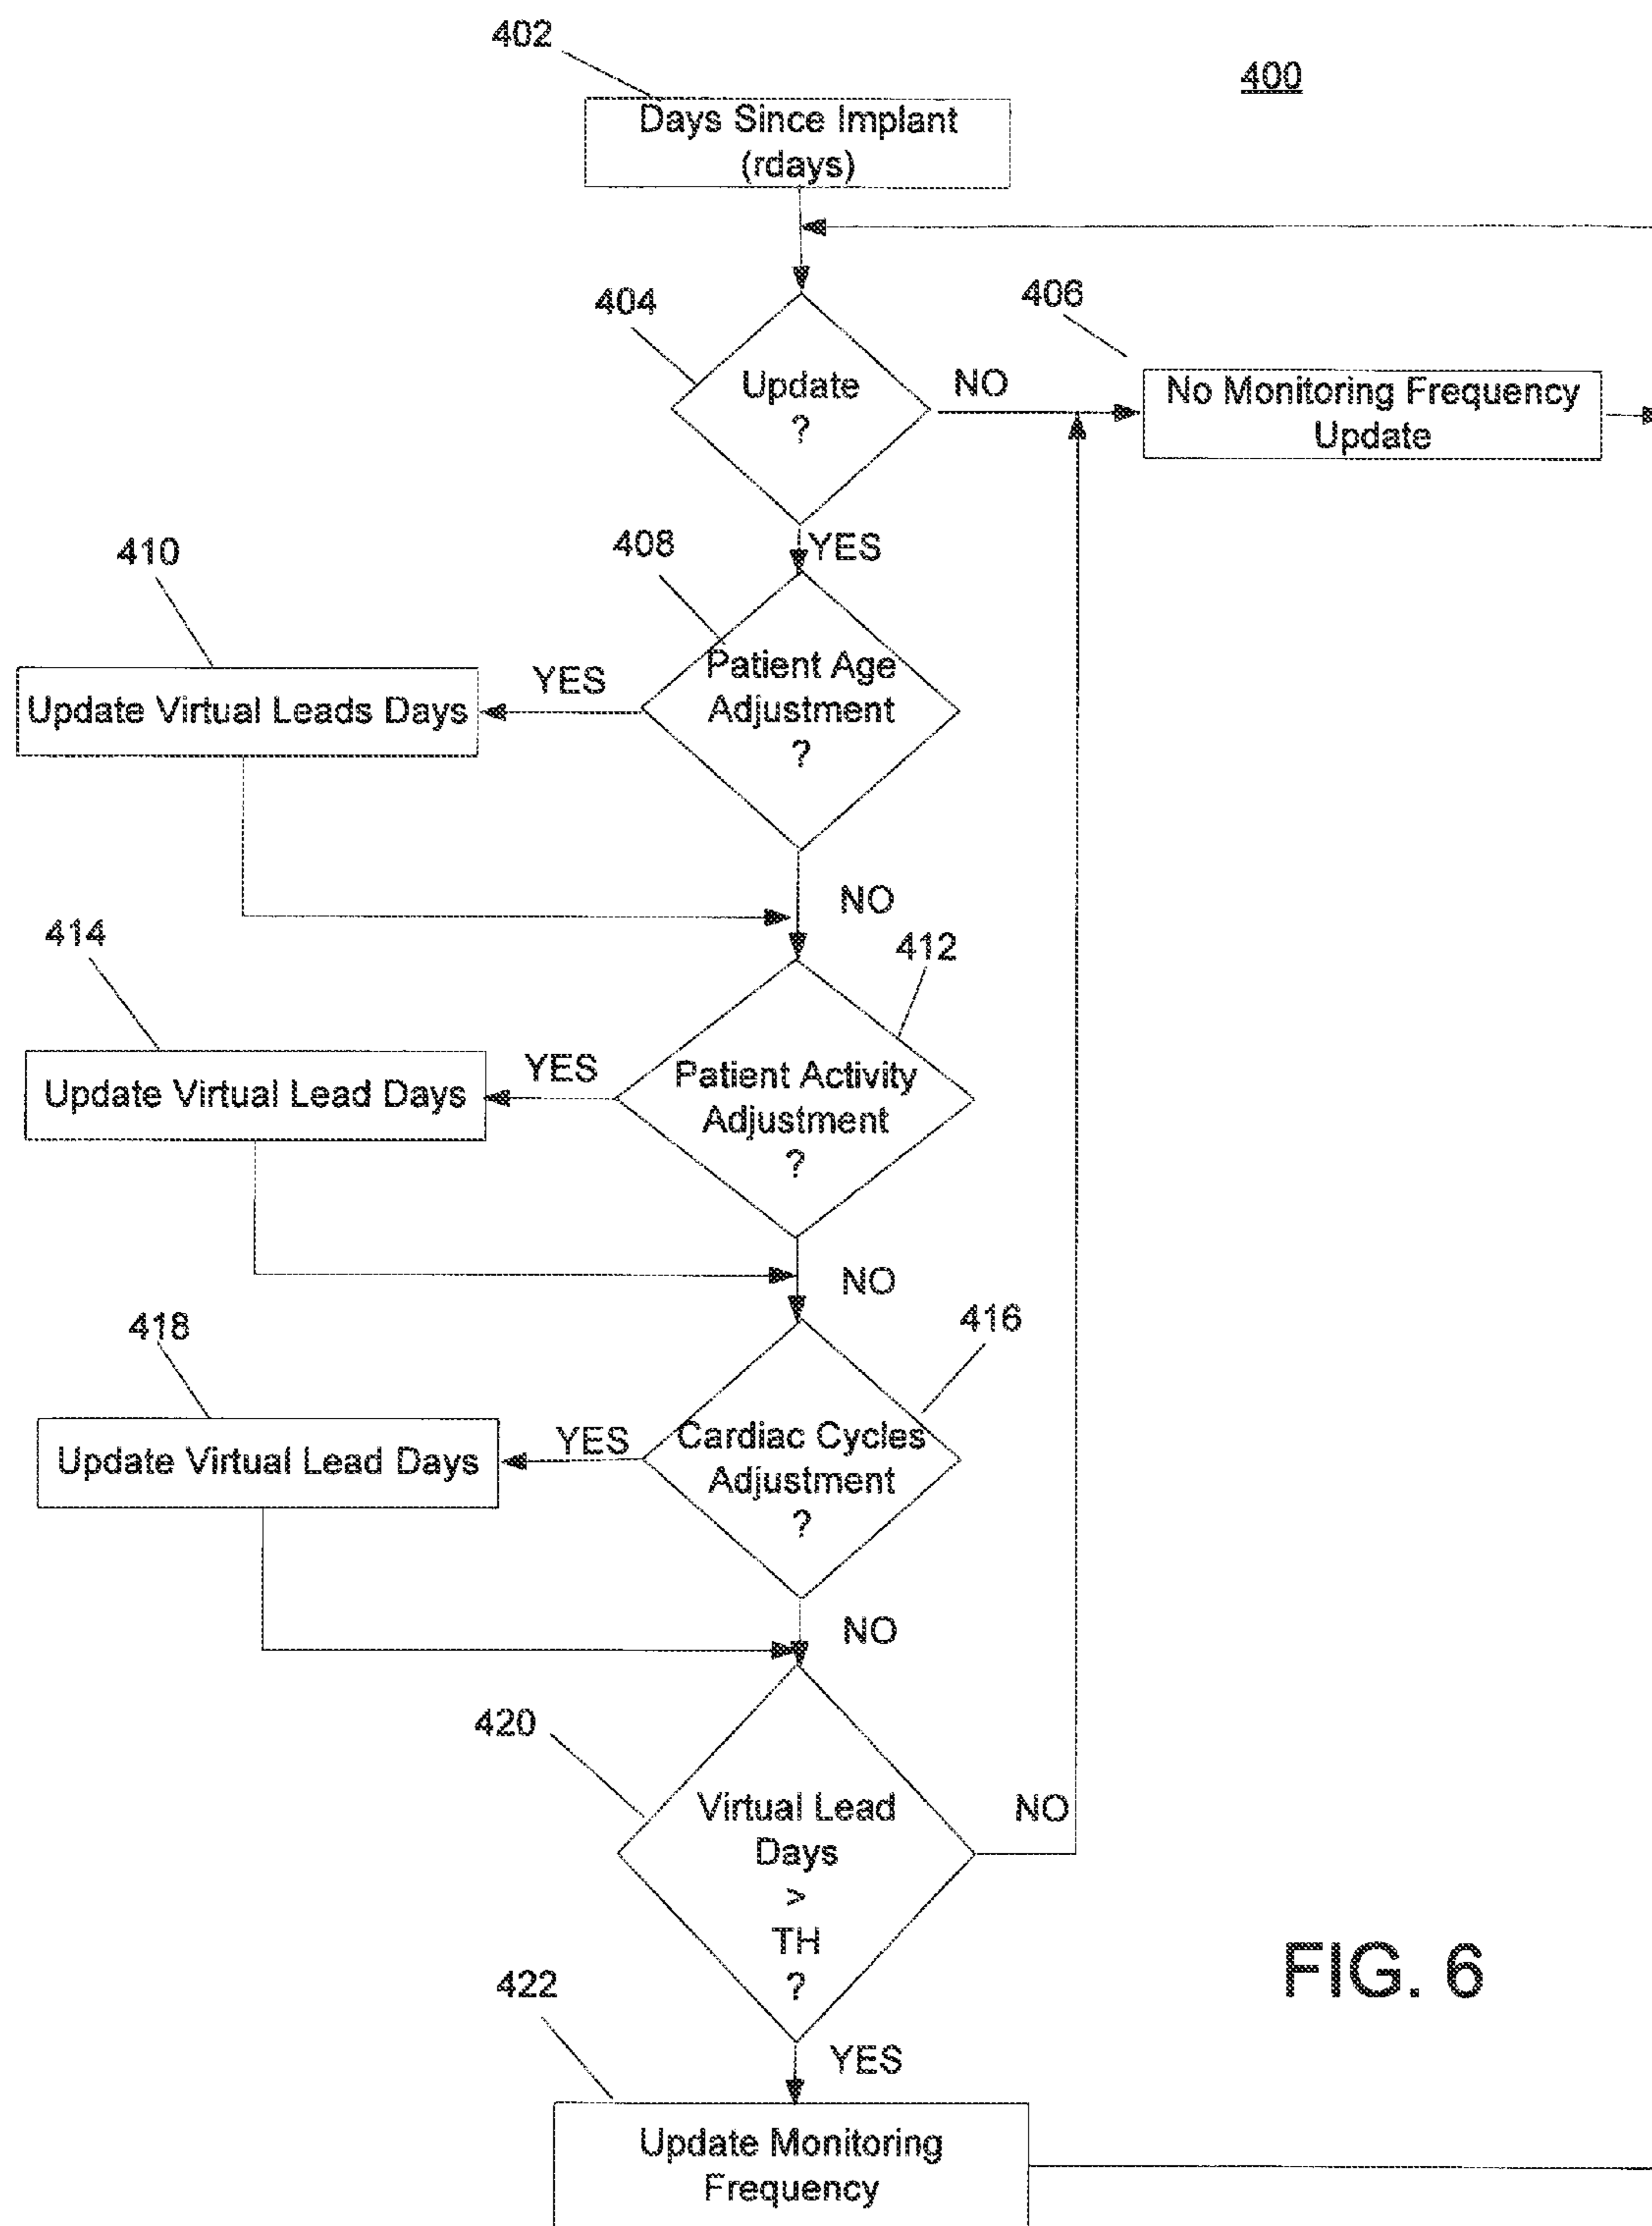 402
400
Days Since Implant
(rdays)
404
406
Update
?
NO
No Monitoring Frequency
Update
YES
408
410
Patient Age
Adjustment
?
YES
Update Virtual Leads Days
NO
414
412
Patient Activity
Adjustment
?
YES
Update Virtual Lead Days
NO
418
416
Cardiac Cycles
Adjustment
?
YES
Update Virtual Lead Days
NO
420
Virtual Lead
Days
>
TH
?
NO
FIG. 6
422
YES
Update Monitoring
Frequency